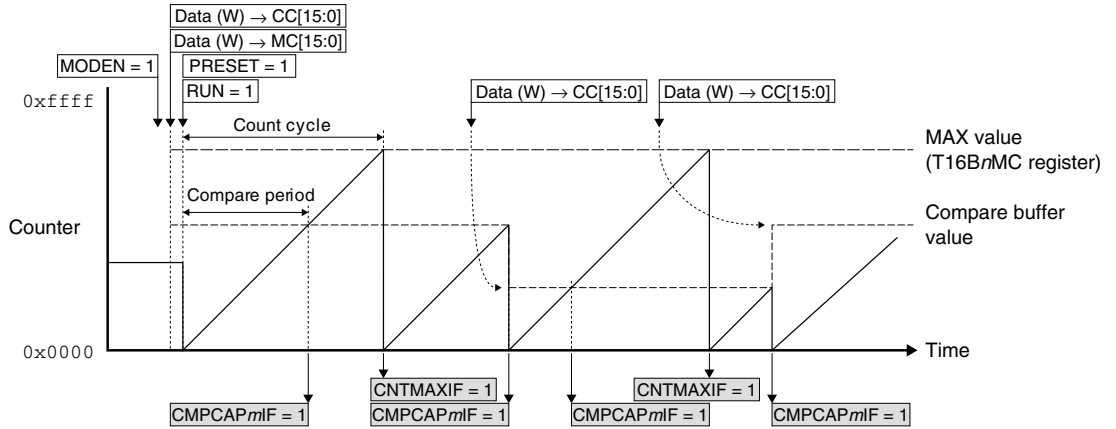 Data (W) → CC[15:0]
Data (W) → MC[15:0]
MODEN = 1
PRESET = 1
RUN = 1
Data (W) → CC[15:0]
Data (W) → CC[15:0]
0xffff
Count cycle
MAX value
(T16BnMC register)
Compare period
Counter
Compare buffer
value
0x0000
Time
CNTMAXIF = 1
CNTMAXIF = 1
CMPCAPmIF = 1
CMPCAPmIF = 1
CMPCAPmIF = 1
CMPCAPmIF = 1